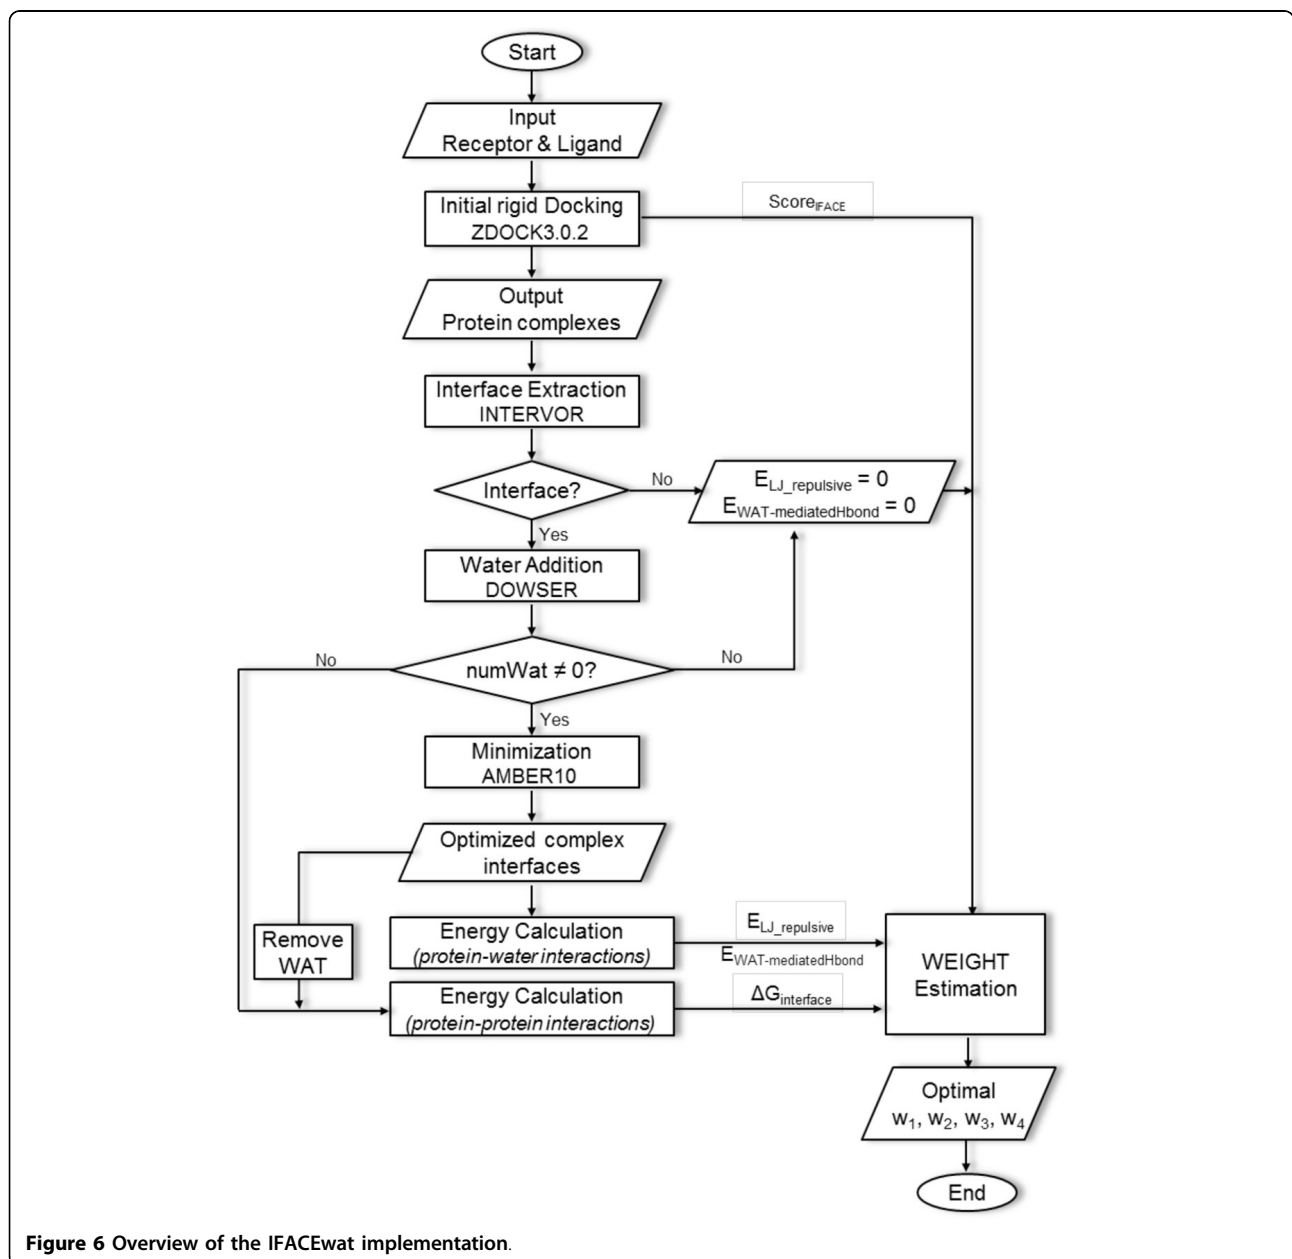 Start
Input
Receptor & Ligand
Initial rigid Docking
ZDOCK3.0.2
Score_IFACE
Output
Protein complexes
Interface Extraction
INTERVOR
Interface?
No
E_LJ_repulsive = 0
E_WAT-mediatedHbond = 0
Yes
Water Addition
DOWSER
No
numWat ≠ 0?
No
Yes
Minimization
AMBER10
Optimized complex
interfaces
Remove
WAT
Energy Calculation
(protein-water interactions)
E_LJ_repulsive
E_WAT-mediatedHbond
Energy Calculation
(protein-protein interactions)
ΔG_interface
WEIGHT
Estimation
Optimal
w₁, w₂, w₃, w₄
End
Figure 6 Overview of the IFACEwat implementation.